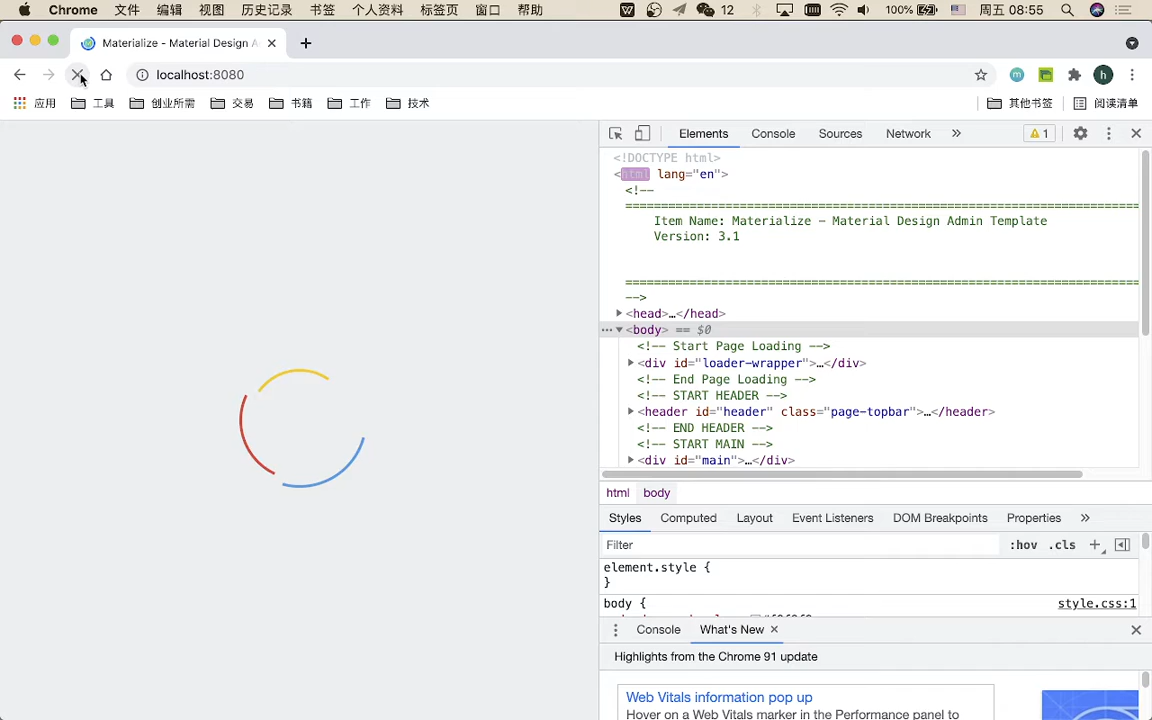 Chrome 文件 编辑 视图 历史记录 书签 个人资料 标签页 窗口 帮助 12 100% 周五 08:55
Materialize - Material Design A
localhost:8080 m h
应用 工具 创业所需 交易 书籍 工作 技术 其他书签 阅读清单
Elements Console Sources Network » 1
<!DOCTYPE html>
<html lang="en">
<!--
================================================================================
Item Name: Materialize - Material Design Admin Template
Version: 3.1
================================================================================
-->
<head>…</head>
<body> == $0
<!-- Start Page Loading -->
<div id="loader-wrapper">…</div>
<!-- End Page Loading -->
<!-- START HEADER -->
<header id="header" class="page-topbar">…</header>
<!-- END HEADER -->
<!-- START MAIN -->
<div id="main">…</div>
html body
Styles Computed Layout Event Listeners DOM Breakpoints Properties »
Filter :hov .cls +
element.style {
}
body { style.css:1
Console What's New ×
Highlights from the Chrome 91 update
Web Vitals information pop up
Hover on a Web Vitals marker in the Performance panel to